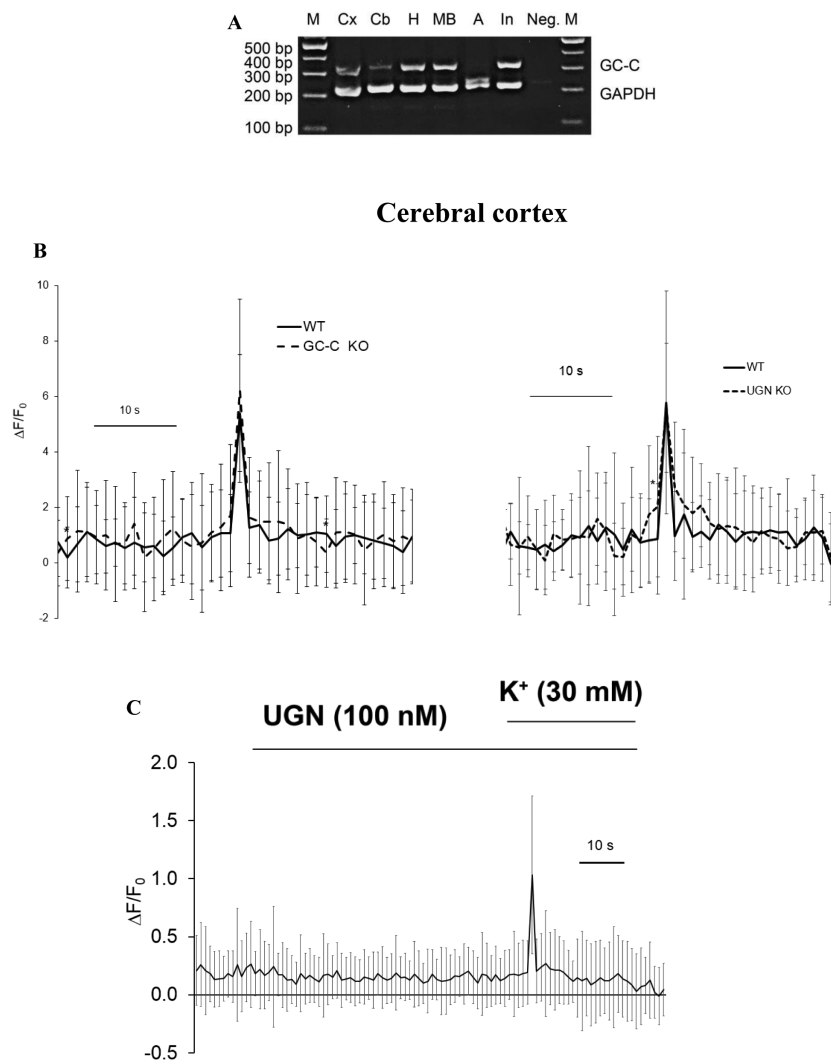 A
M Cx Cb H MB A In Neg. M
500 bp
400 bp
300 bp
200 bp
100 bp
GC-C
GAPDH
Cerebral cortex
B
10
8
6
4
2
0
-2
ΔF/F0
10 s
WT
GC-C KO
*
*
10 s
WT
UGN KO
*
C
UGN (100 nM)
K+ (30 mM)
2.0
1.5
1.0
0.5
0.0
-0.5
ΔF/F0
10 s